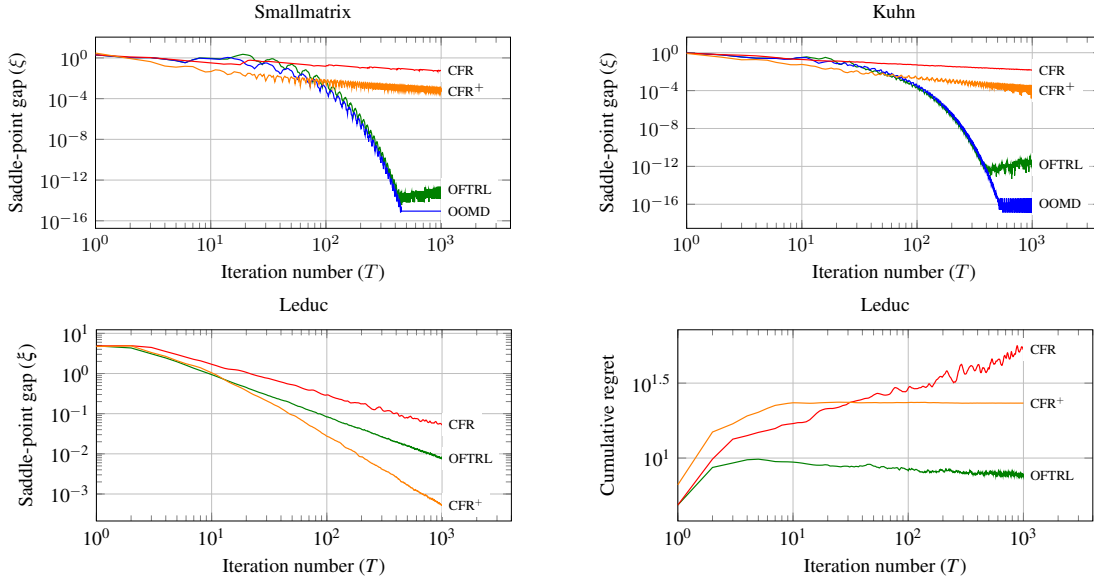 Smallmatrix
Saddle-point gap (ξ)
10^0
10^−4
10^−8
10^−12
10^−16
CFR
CFR^+
OFTRL
OOMD
10^0 10^1 10^2 10^3
Iteration number (T)
Kuhn
Saddle-point gap (ξ)
10^0
10^−4
10^−8
10^−12
10^−16
CFR
CFR^+
OFTRL
OOMD
10^0 10^1 10^2 10^3
Iteration number (T)
Leduc
Saddle-point gap (ξ)
10^1
10^0
10^−1
10^−2
10^−3
CFR
OFTRL
CFR^+
10^0 10^1 10^2 10^3
Iteration number (T)
Leduc
Cumulative regret
10^1.5
10^1
CFR
CFR^+
OFTRL
10^0 10^1 10^2 10^3
Iteration number (T)